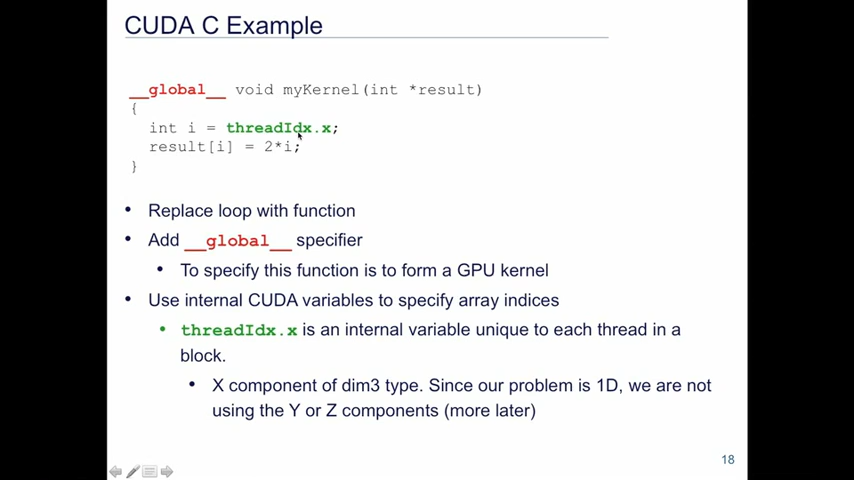 CUDA C Example
__global__ void myKernel(int *result)
{
int i = threadIdx.x;
result[i] = 2*i;
}
• Replace loop with function
• Add __global__ specifier
• To specify this function is to form a GPU kernel
• Use internal CUDA variables to specify array indices
• threadIdx.x is an internal variable unique to each thread in a
block.
• X component of dim3 type. Since our problem is 1D, we are not
using the Y or Z components (more later)
18